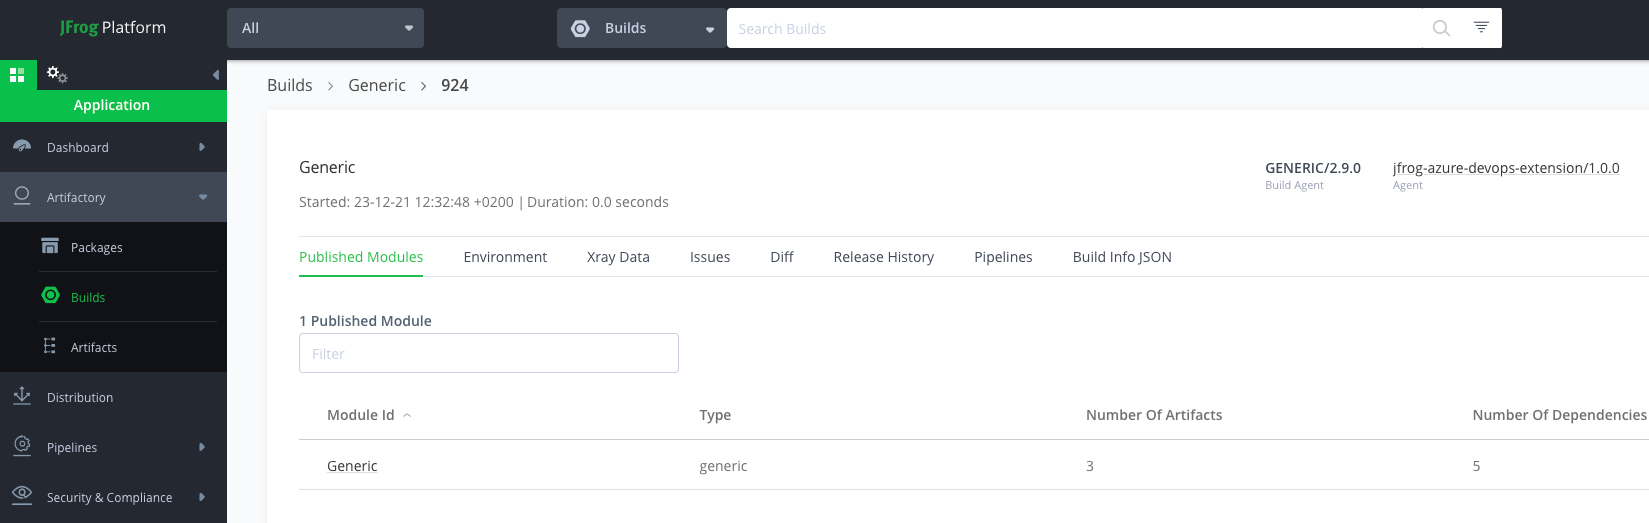 JFrog Platform
All
Builds
Search Builds
Application
Dashboard
Artifactory
Packages
Builds
Artifacts
Distribution
Pipelines
Security & Compliance
Builds > Generic > 924
Generic
Started: 23-12-21 12:32:48 +0200 | Duration: 0.0 seconds
GENERIC/2.9.0
Build Agent
jfrog-azure-devops-extension/1.0.0
Agent
Published Modules Environment Xray Data Issues Diff Release History Pipelines Build Info JSON
1 Published Module
Filter
Module Id Type Number Of Artifacts Number Of Dependencies
Generic generic 3 5